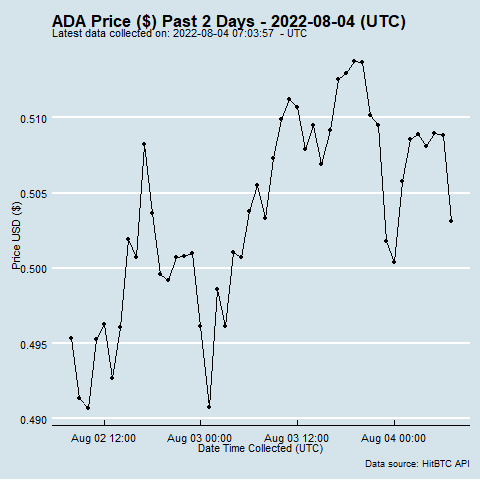 ADA Price ($) Past 2 Days - 2022-08-04 (UTC)
Latest data collected on: 2022-08-04 07:03:57 - UTC
0.510
0.505
0.500
0.495
0.490
Price USD ($)
Aug 02 12:00 Aug 03 00:00 Aug 03 12:00 Aug 04 00:00
Date Time Collected (UTC)
Data source: HitBTC API